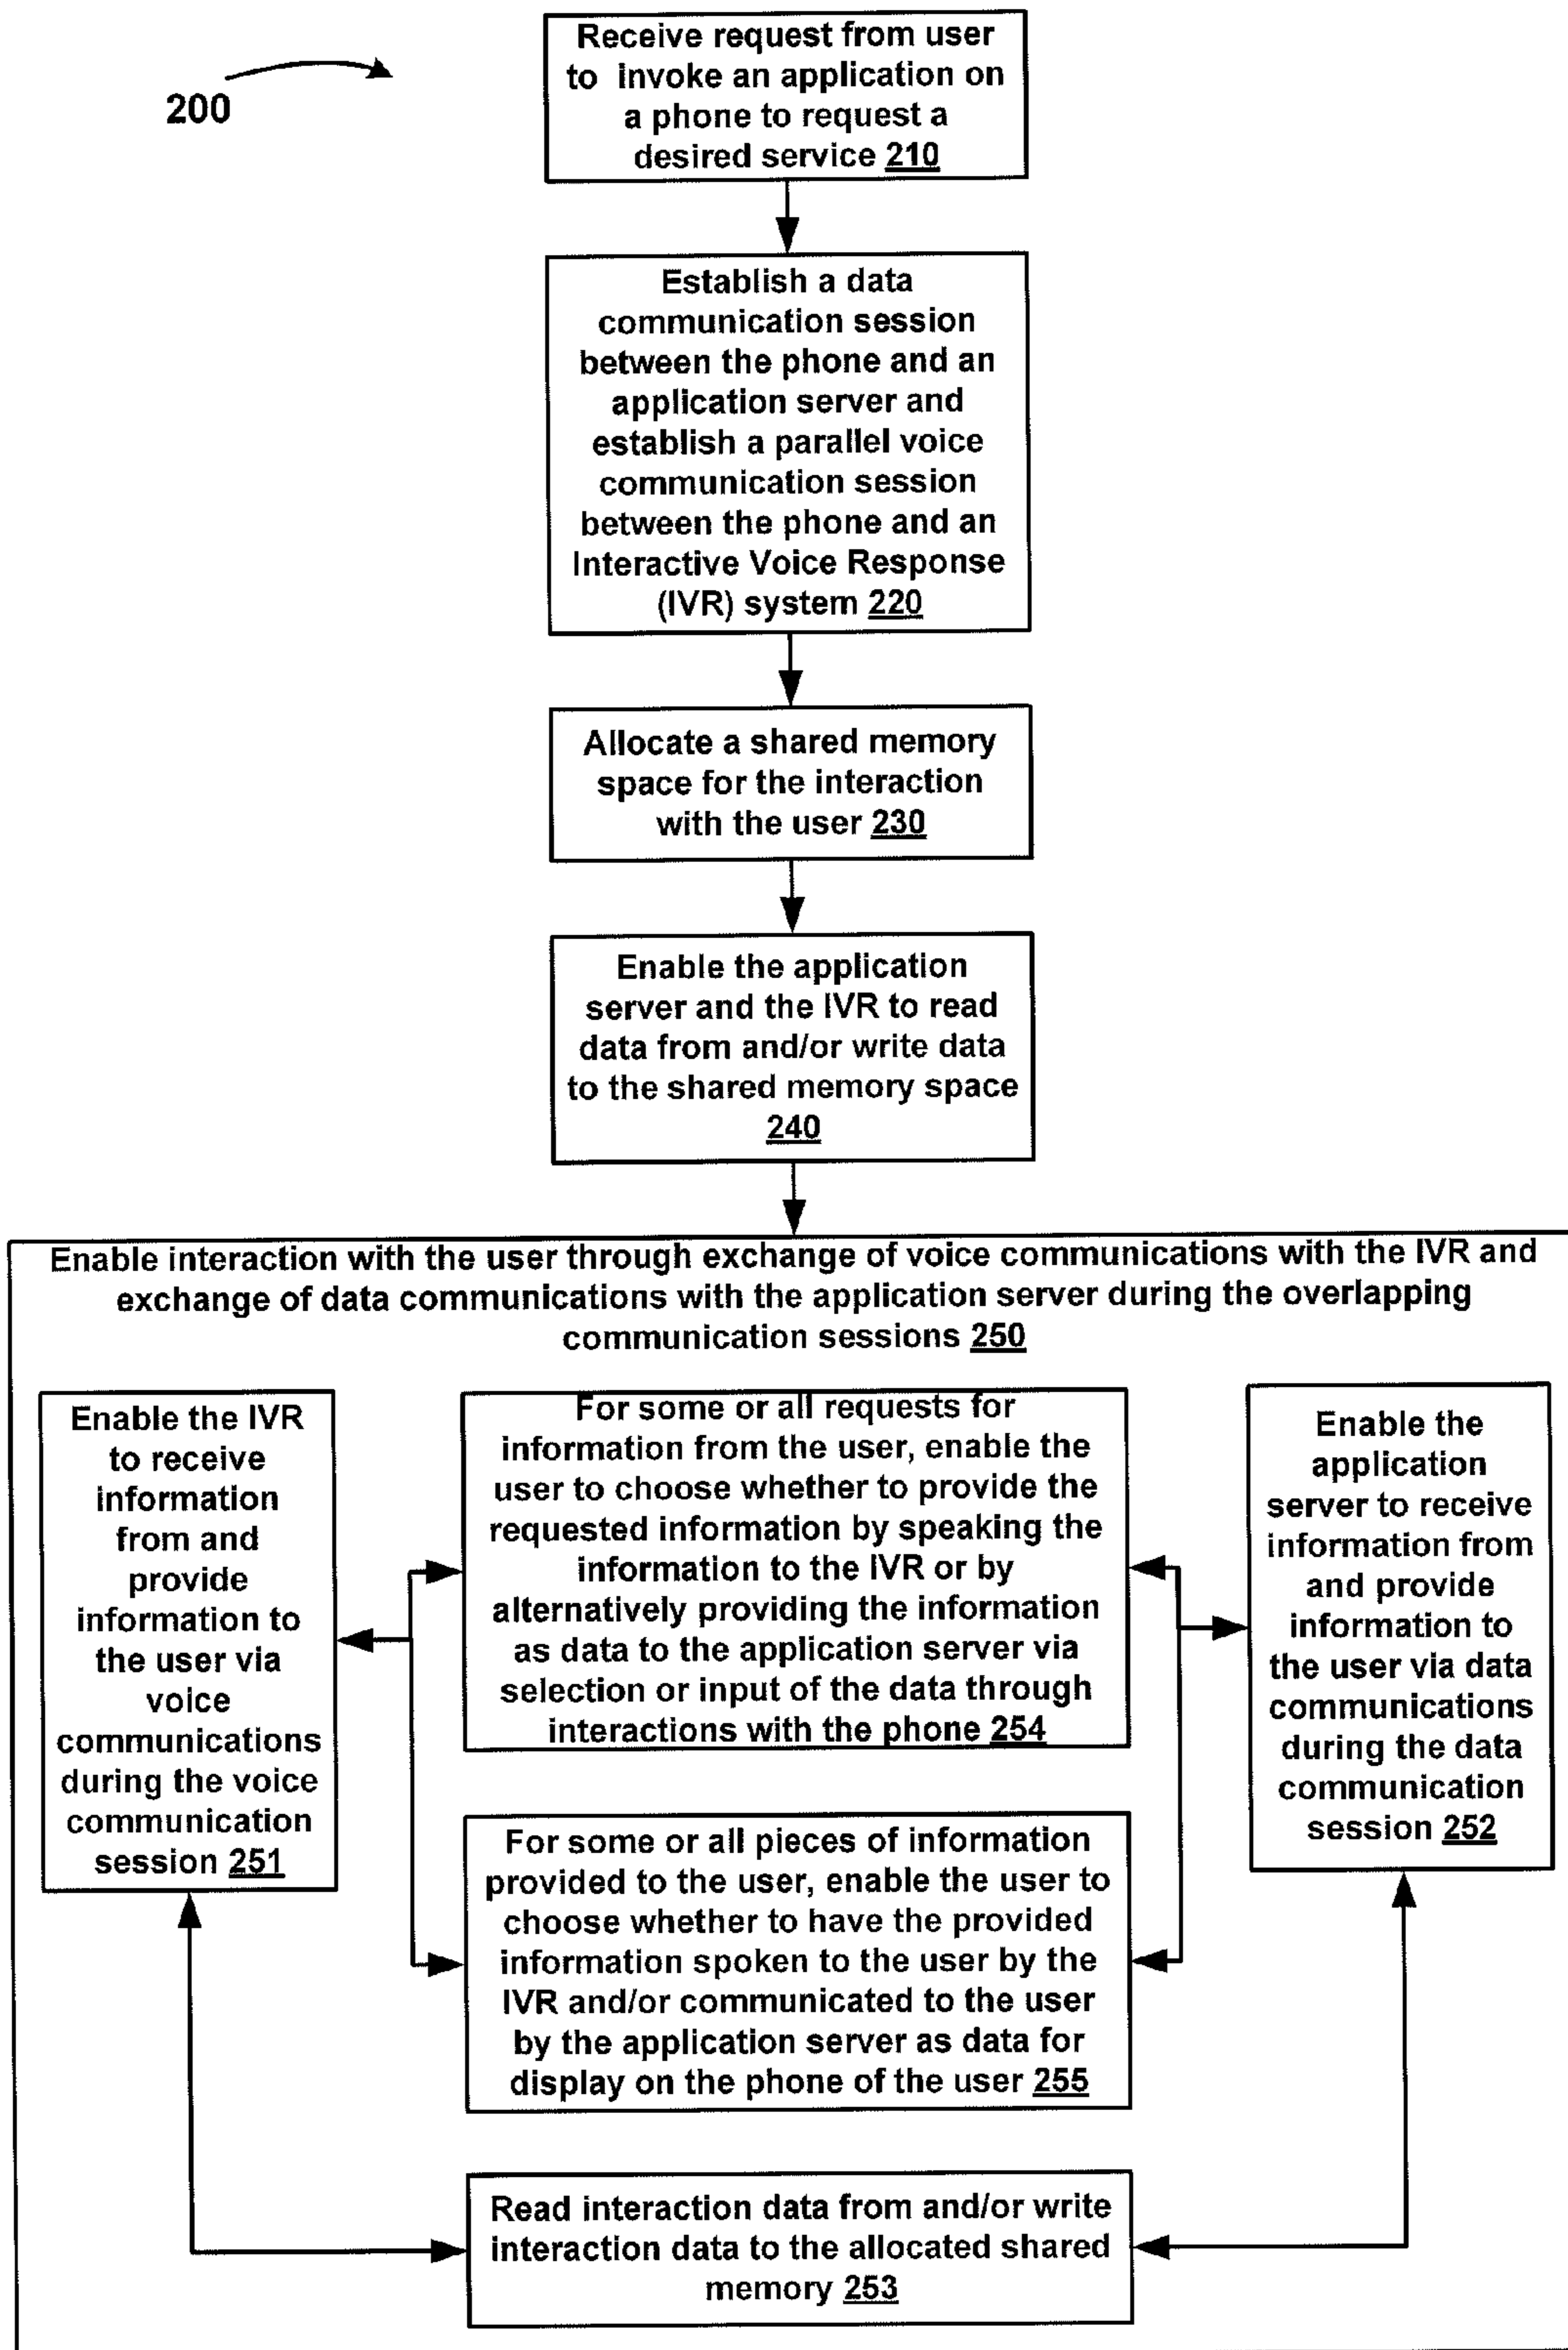 200
Receive request from user
to Invoke an application on
a phone to request a
desired service 210
Establish a data
communication session
between the phone and an
application server and
establish a parallel voice
communication session
between the phone and an
Interactive Voice Response
(IVR) system 220
Allocate a shared memory
space for the interaction
with the user 230
Enable the application
server and the IVR to read
data from and/or write data
to the shared memory space
240
Enable interaction with the user through exchange of voice communications with the IVR and
exchange of data communications with the application server during the overlapping
communication sessions 250
Enable the IVR
to receive
information
from and
provide
information to
the user via
voice
communications
during the voice
communication
session 251
For some or all requests for
information from the user, enable the
user to choose whether to provide the
requested information by speaking the
information to the IVR or by
alternatively providing the information
as data to the application server via
selection or input of the data through
interactions with the phone 254
Enable the
application
server to receive
information from
and provide
information to
the user via data
communications
during the data
communication
session 252
For some or all pieces of information
provided to the user, enable the user to
choose whether to have the provided
information spoken to the user by the
IVR and/or communicated to the user
by the application server as data for
display on the phone of the user 255
Read interaction data from and/or write
interaction data to the allocated shared
memory 253